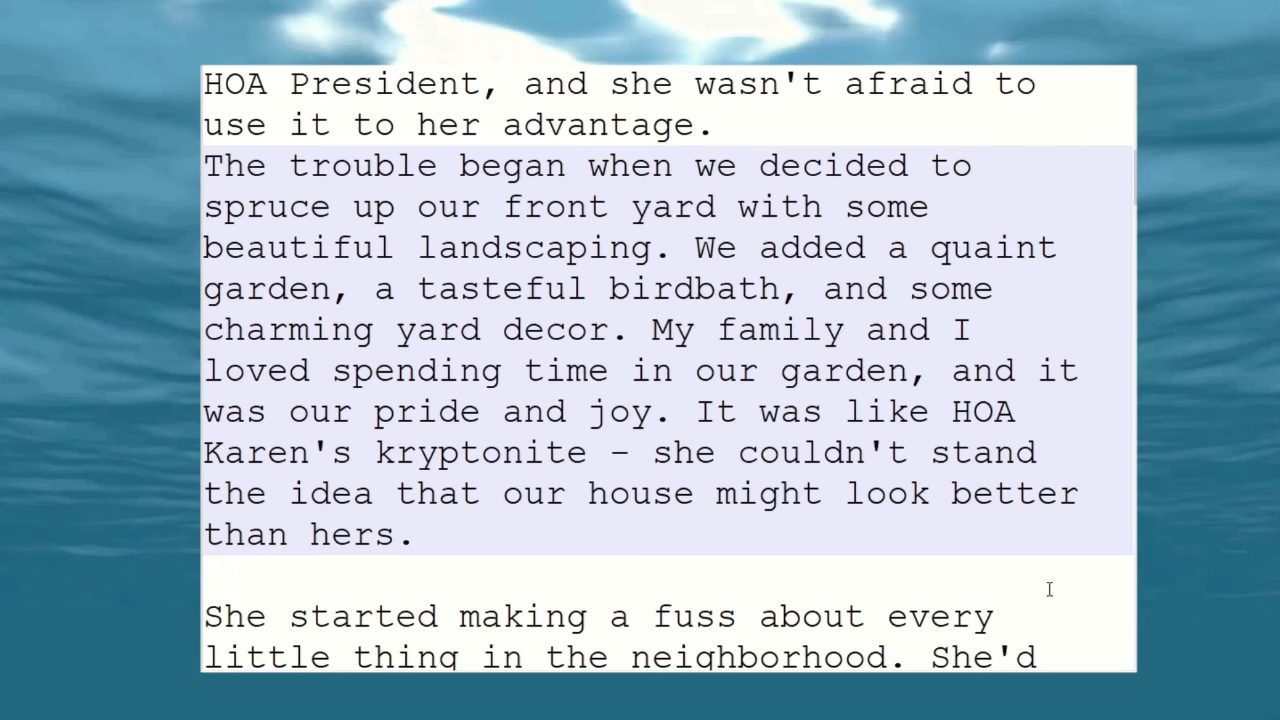 HOA President, and she wasn't afraid to
use it to her advantage.
The trouble began when we decided to
spruce up our front yard with some
beautiful landscaping. We added a quaint
garden, a tasteful birdbath, and some
charming yard decor. My family and I
loved spending time in our garden, and it
was our pride and joy. It was like HOA
Karen's kryptonite – she couldn't stand
the idea that our house might look better
than hers.
She started making a fuss about every
little thing in the neighborhood. She'd